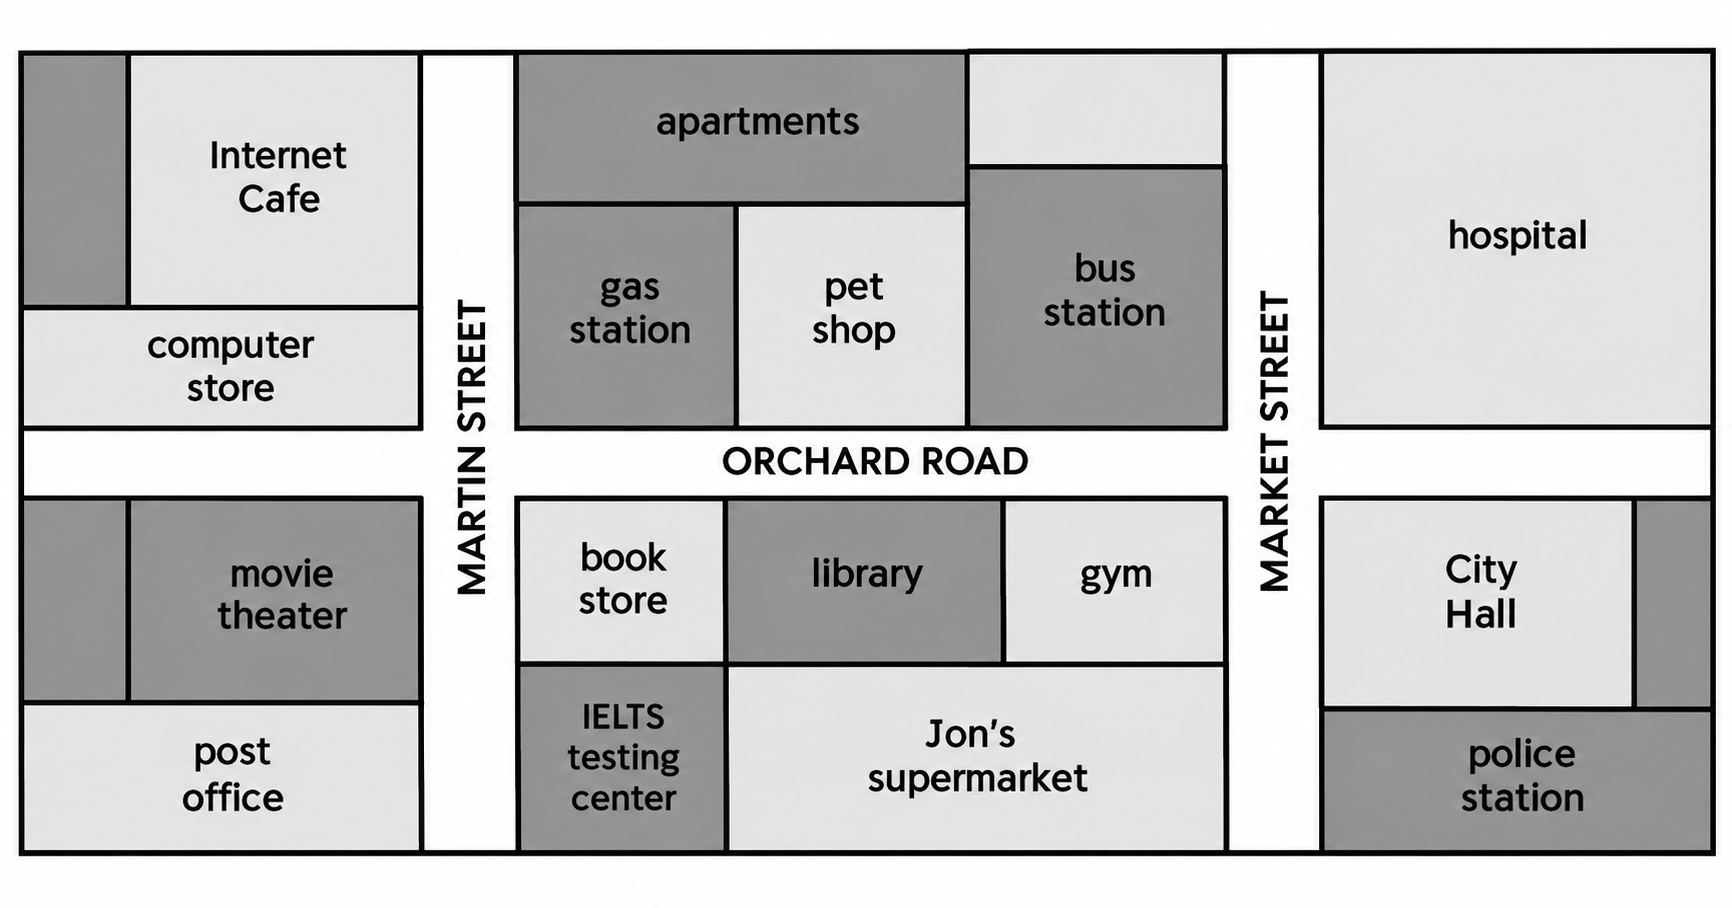 Internet
Cafe
computer
store
apartments
gas
station
pet
shop
bus
station
hospital
MARTIN STREET
ORCHARD ROAD
MARKET STREET
movie
theater
post
office
book
store
library
gym
IELTS
testing
center
Jon's
supermarket
City
Hall
police
station